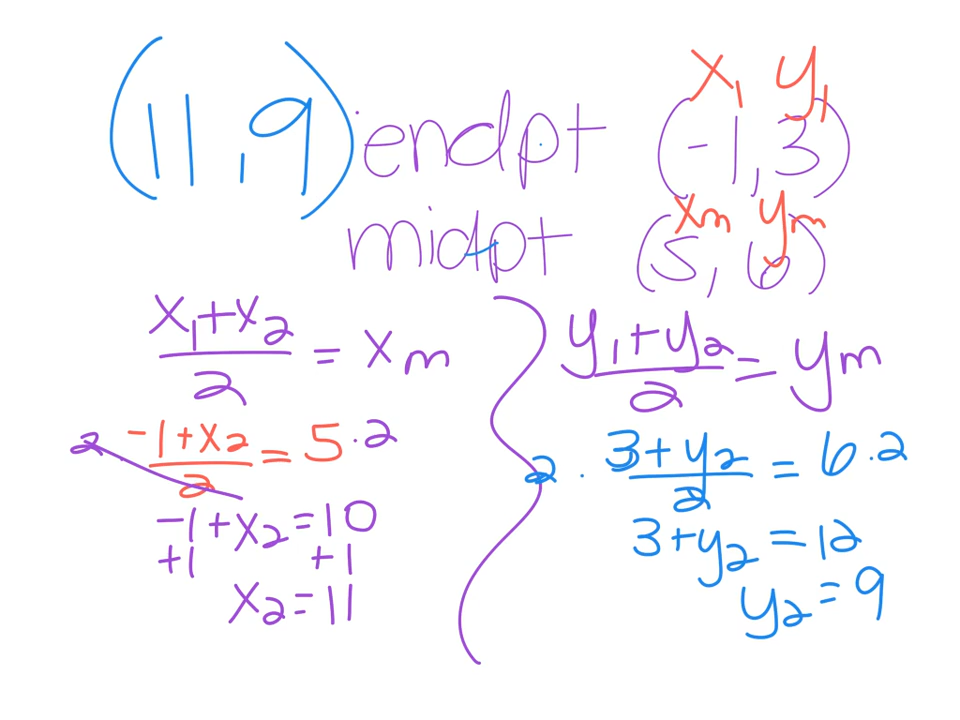 x₁ y₁
(11, 9) endpt (-1, 3)
xm ym
midpt (5, 6)
(x₁+x₂)/2 = xm
2 (-1+x₂)/2 = 5·2
-1+x₂=10
+1 +1
x₂=11
(y₁+y₂)/2 = ym
2· (3+y₂)/2 = 6·2
3+y₂=12
y₂=9